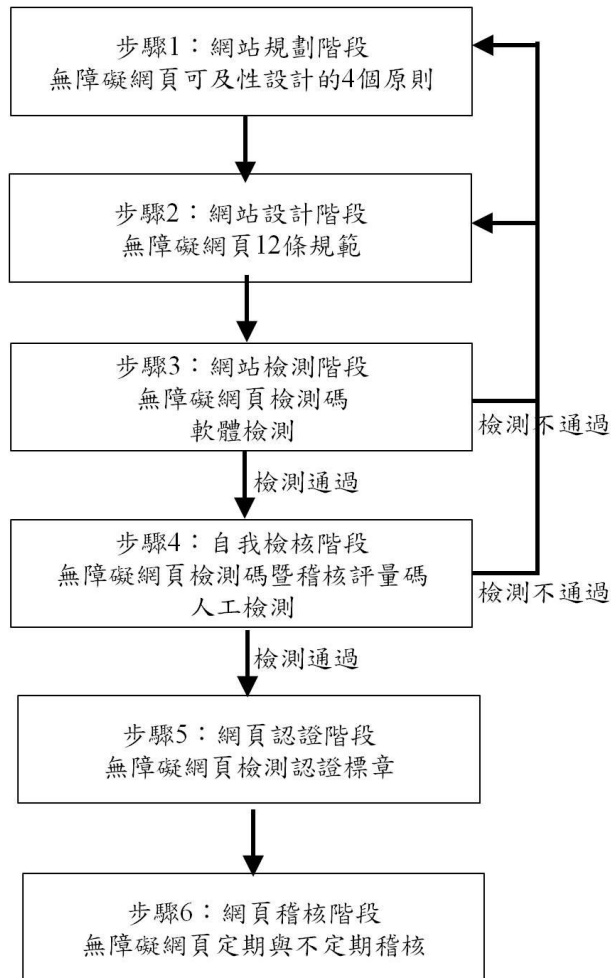 步驟1：網站規劃階段
無障礙網頁可及性設計的4個原則
步驟2：網站設計階段
無障礙網頁12條規範
步驟3：網站檢測階段
無障礙網頁檢測碼
軟體檢測
檢測不通過
檢測通過
步驟4：自我檢核階段
無障礙網頁檢測碼暨稽核評量碼
人工檢測
檢測不通過
檢測通過
步驟5：網頁認證階段
無障礙網頁檢測認證標章
步驟6：網頁稽核階段
無障礙網頁定期與不定期稽核